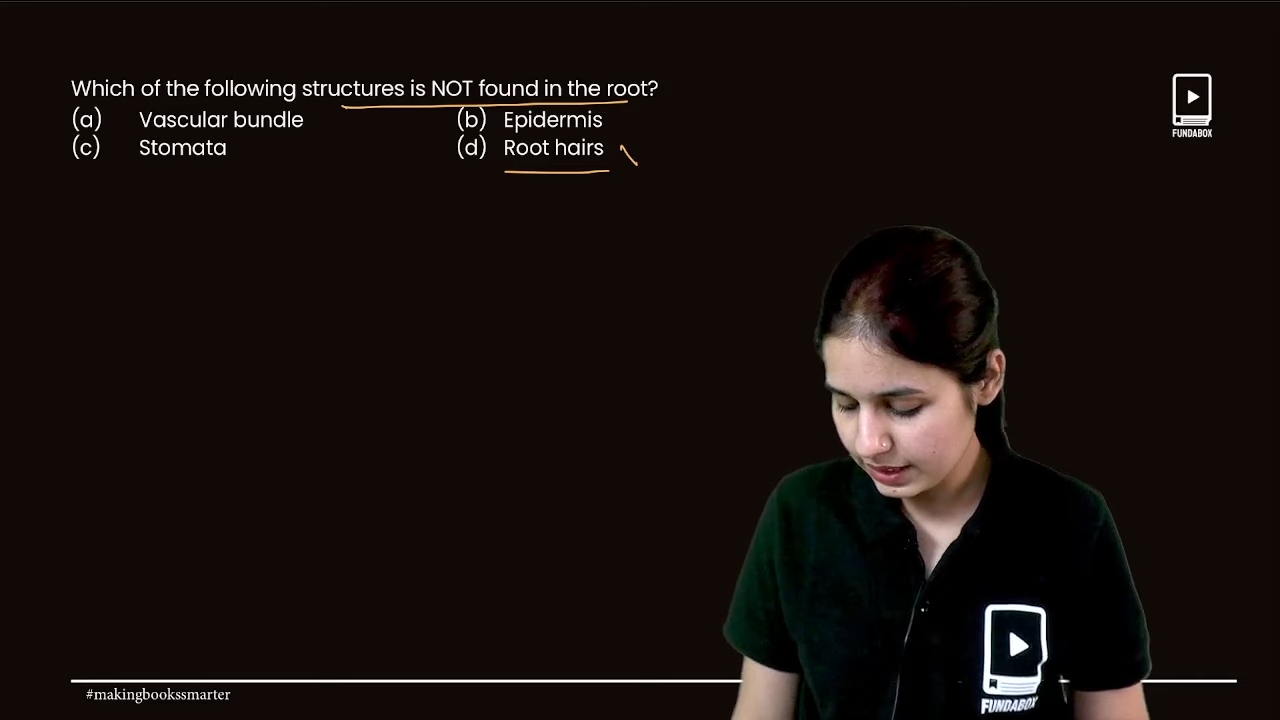 Which of the following structures is NOT found in the root?
(a) Vascular bundle (b) Epidermis
(c) Stomata (d) Root hairs
FUNDABOX
FUNDABOX
#makingbookssmarter